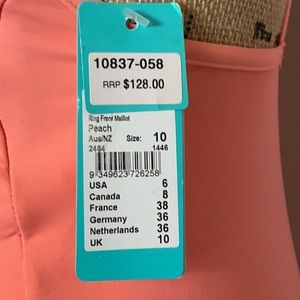 10837-058
RRP $128.00
Ring Front Maillot
Peach
Aus/NZ Size: 10
2464 1446
9 349623 726258
USA 6
Canada 8
France 38
Germany 36
Netherlands 36
UK 10